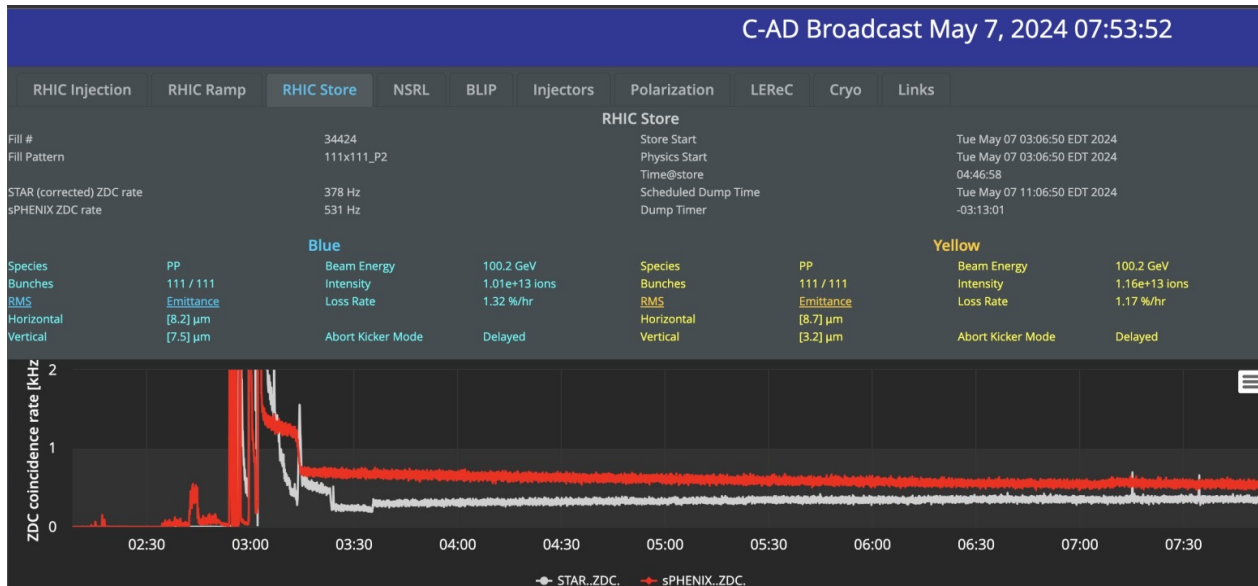 C-AD Broadcast May 7, 2024 07:53:52
RHIC Injection RHIC Ramp RHIC Store NSRL BLIP Injectors Polarization LEReC Cryo Links
RHIC Store
Fill # 34424 Store Start Tue May 07 03:06:50 EDT 2024
Fill Pattern 111x111_P2 Physics Start Tue May 07 03:06:50 EDT 2024
Time@store 04:46:58
STAR (corrected) ZDC rate 378 Hz Scheduled Dump Time Tue May 07 11:06:50 EDT 2024
sPHENIX ZDC rate 531 Hz Dump Timer -03:13:01
Blue Yellow
Species PP Beam Energy 100.2 GeV Species PP Beam Energy 100.2 GeV
Bunches 111 / 111 Intensity 1.01e+13 ions Bunches 111 / 111 Intensity 1.16e+13 ions
RMS Emittance Loss Rate 1.32 %/hr RMS Emittance Loss Rate 1.17 %/hr
Horizontal [8.2] μm Horizontal [8.7] μm
Vertical [7.5] μm Abort Kicker Mode Delayed Vertical [3.2] μm Abort Kicker Mode Delayed
ZDC coincidence rate [kHz
2
1
0
02:30 03:00 03:30 04:00 04:30 05:00 05:30 06:00 06:30 07:00 07:30
STAR..ZDC. sPHENIX..ZDC.